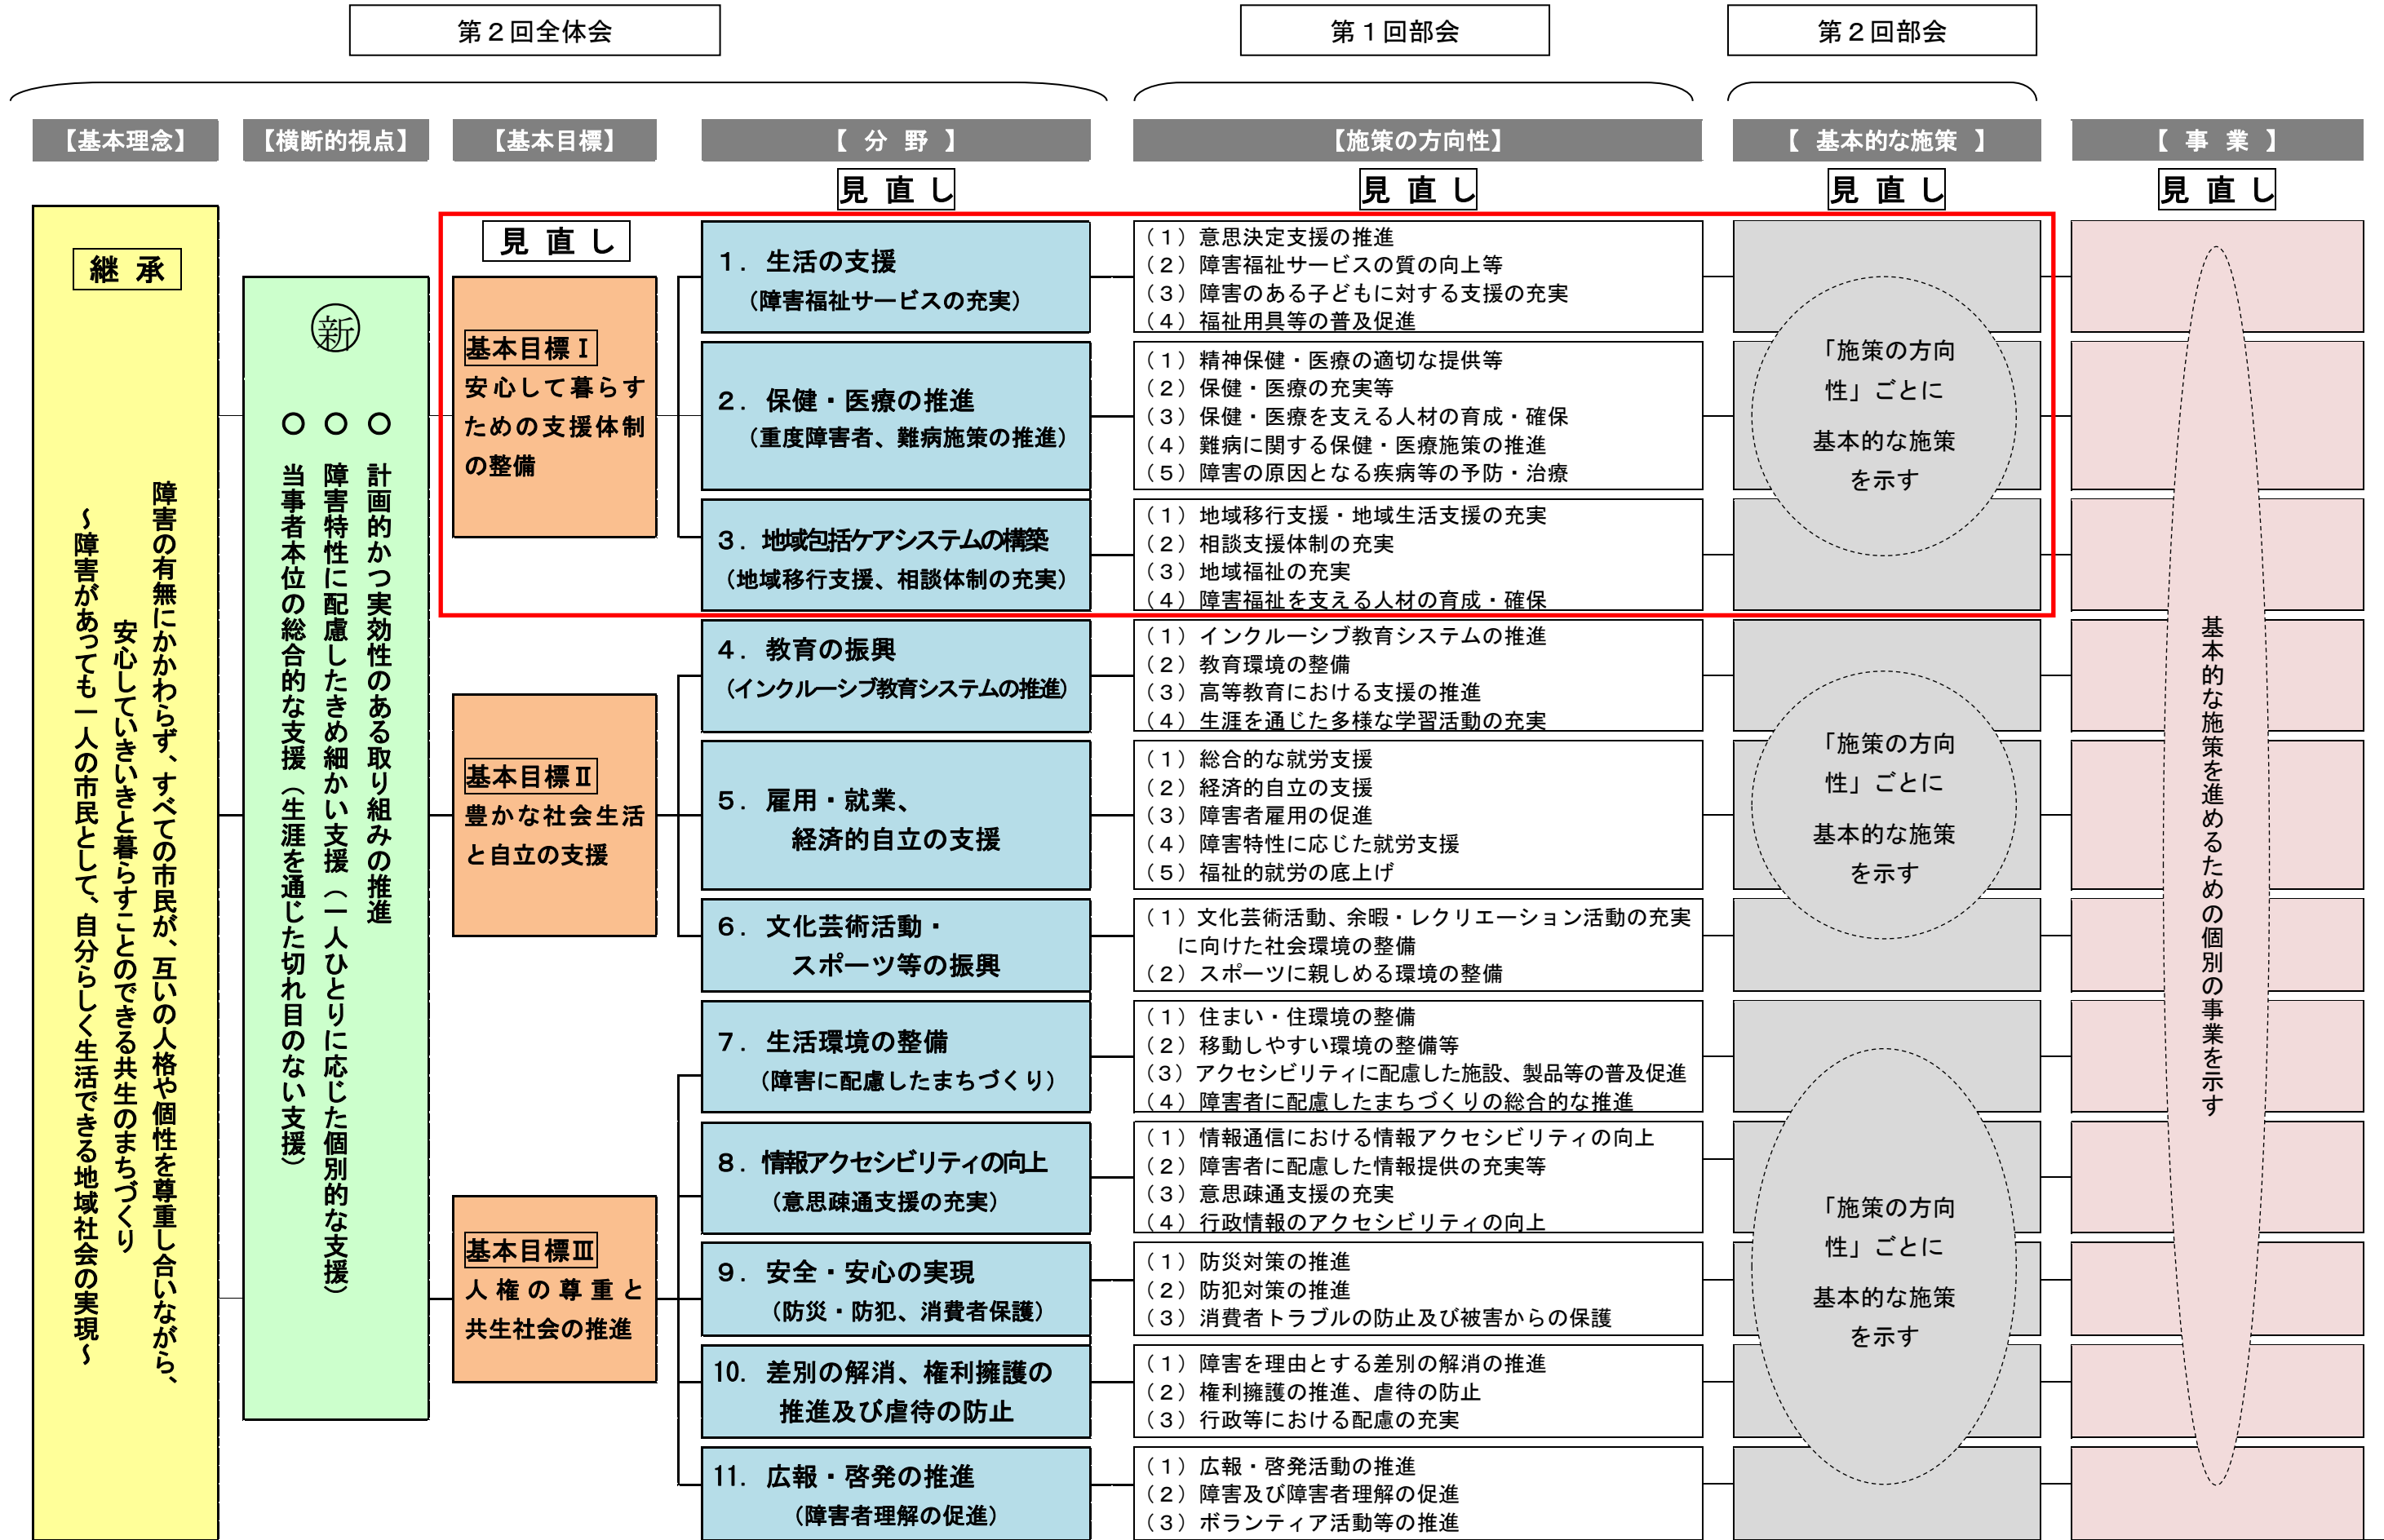 第２回全体会
第１回部会
第２回部会
【基本理念】
【横断的視点】
【基本目標】
【 分 野 】
【施策の方向性】
【 基本的な施策 】
【 事 業 】
見 直 し
見 直 し
見 直 し
見 直 し
継 承
障害の有無にかかわらず、すべての市民が、互いの人格や個性を尊重し合いながら、
安心していきいきと暮らすことのできる共生のまちづくり
～障害があっても一人の市民として、自分らしく生活できる地域社会の実現～
新
○ 計画的かつ実効性のある取り組みの推進
○ 障害特性に配慮したきめ細かい支援（一人ひとりに応じた個別的な支援）
○ 当事者本位の総合的な支援（生涯を通じた切れ目のない支援）
見 直 し
基本目標Ⅰ
安心して暮らす
ための支援体制
の整備
１．生活の支援
（障害福祉サービスの充実）
（１）意思決定支援の推進
（２）障害福祉サービスの質の向上等
（３）障害のある子どもに対する支援の充実
（４）福祉用具等の普及促進
２．保健・医療の推進
（重度障害者、難病施策の推進）
（１）精神保健・医療の適切な提供等
（２）保健・医療の充実等
（３）保健・医療を支える人材の育成・確保
（４）難病に関する保健・医療施策の推進
（５）障害の原因となる疾病等の予防・治療
３．地域包括ケアシステムの構築
（地域移行支援、相談体制の充実）
（１）地域移行支援・地域生活支援の充実
（２）相談支援体制の充実
（３）地域福祉の充実
（４）障害福祉を支える人材の育成・確保
「施策の方向
性」ごとに
基本的な施策
を示す
基本目標Ⅱ
豊かな社会生活
と自立の支援
４．教育の振興
（インクルーシブ教育システムの推進）
（１）インクルーシブ教育システムの推進
（２）教育環境の整備
（３）高等教育における支援の推進
（４）生涯を通じた多様な学習活動の充実
５．雇用・就業、
経済的自立の支援
（１）総合的な就労支援
（２）経済的自立の支援
（３）障害者雇用の促進
（４）障害特性に応じた就労支援
（５）福祉的就労の底上げ
６．文化芸術活動・
スポーツ等の振興
（１）文化芸術活動、余暇・レクリエーション活動の充実
に向けた社会環境の整備
（２）スポーツに親しめる環境の整備
「施策の方向
性」ごとに
基本的な施策
を示す
基本目標Ⅲ
人権の尊重と
共生社会の推進
７．生活環境の整備
（障害に配慮したまちづくり）
（１）住まい・住環境の整備
（２）移動しやすい環境の整備等
（３）アクセシビリティに配慮した施設、製品等の普及促進
（４）障害者に配慮したまちづくりの総合的な推進
８．情報アクセシビリティの向上
（意思疎通支援の充実）
（１）情報通信における情報アクセシビリティの向上
（２）障害者に配慮した情報提供の充実等
（３）意思疎通支援の充実
（４）行政情報のアクセシビリティの向上
９．安全・安心の実現
（防災・防犯、消費者保護）
（１）防災対策の推進
（２）防犯対策の推進
（３）消費者トラブルの防止及び被害からの保護
10．差別の解消、権利擁護の
推進及び虐待の防止
（１）障害を理由とする差別の解消の推進
（２）権利擁護の推進、虐待の防止
（３）行政等における配慮の充実
11．広報・啓発の推進
（障害者理解の促進）
（１）広報・啓発活動の推進
（２）障害及び障害者理解の促進
（３）ボランティア活動等の推進
「施策の方向
性」ごとに
基本的な施策
を示す
基本的な施策を進めるための個別の事業を示す